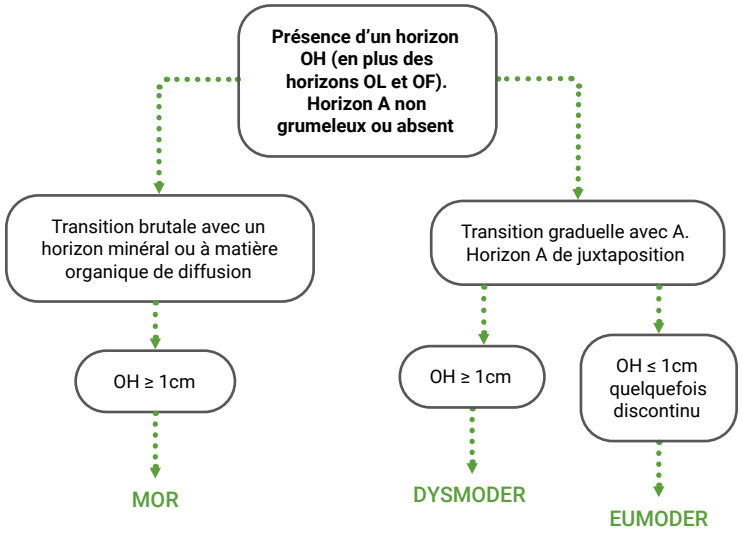 Présence d’un horizon
OH (en plus des
horizons OL et OF).
Horizon A non
grumeleux ou absent
Transition brutale avec un
horizon minéral ou à matière
organique de diffusion
Transition graduelle avec A.
Horizon A de juxtaposition
OH ≥ 1cm
OH ≥ 1cm
OH ≤ 1cm
quelquefois
discontinu
MOR
DYSMODER
EUMODER